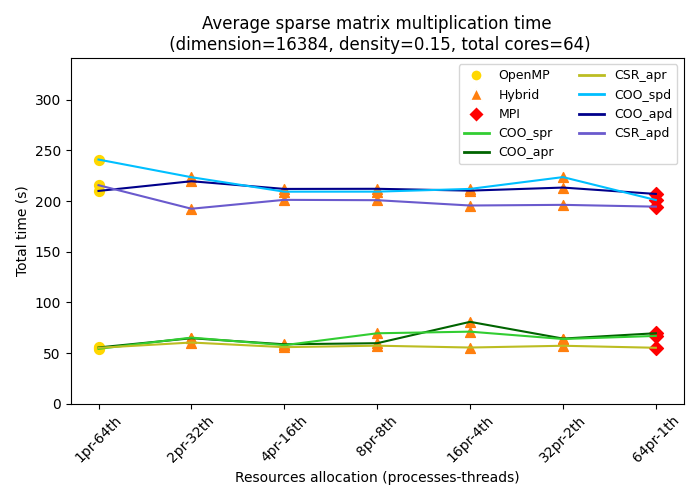 Average sparse matrix multiplication time
(dimension=16384, density=0.15, total cores=64)
OpenMP
Hybrid
MPI
COO_spr
COO_apr
CSR_apr
COO_spd
COO_apd
CSR_apd
Total time (s)
300
250
200
150
100
50
0
1pr-64th
2pr-32th
4pr-16th
8pr-8th
16pr-4th
32pr-2th
64pr-1th
Resources allocation (processes-threads)